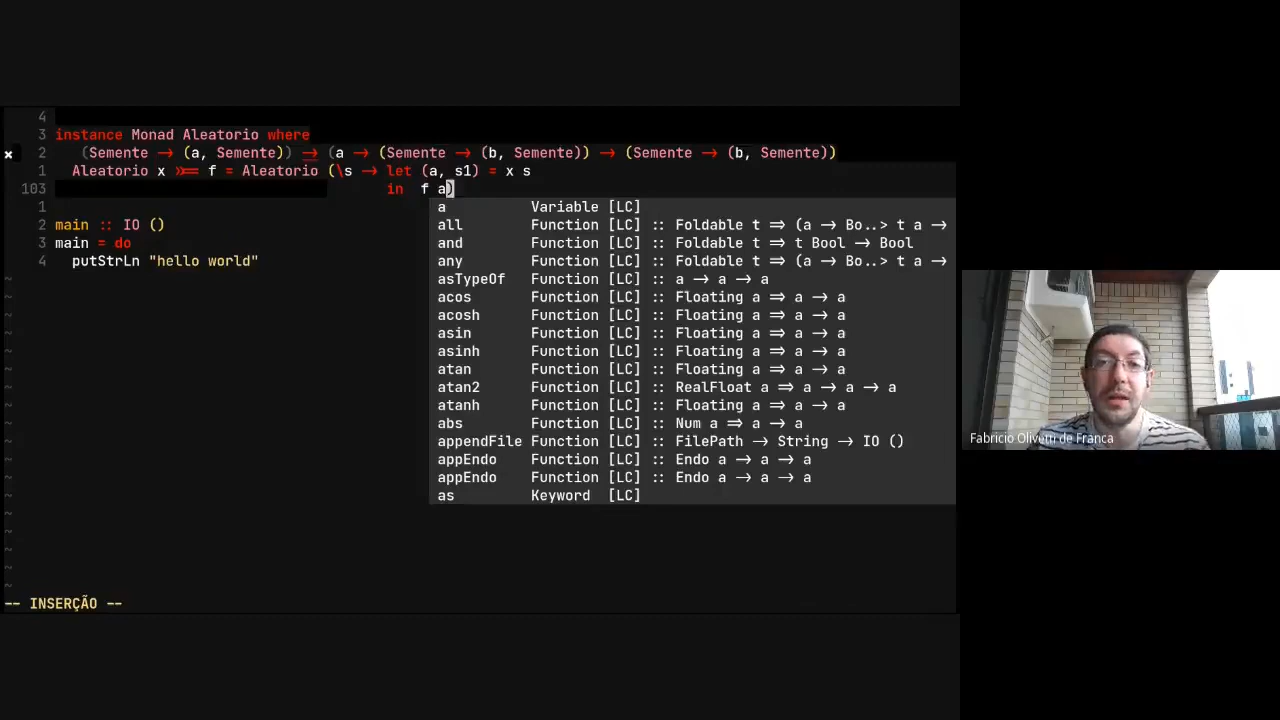 4
3 instance Monad Aleatorio where
× 2 (Semente → (a, Semente)) → (a → (Semente → (b, Semente)) → (Semente → (b, Semente))
1 Aleatorio x >>= f = Aleatorio (\s → let (a, s1) = x s
103 in f a)
1 a Variable [LC]
2 main :: IO () all Function [LC] :: Foldable t ⇒ (a → Bo..> t a →
3 main = do and Function [LC] :: Foldable t ⇒ t Bool → Bool
4 putStrLn "hello world" any Function [LC] :: Foldable t ⇒ (a → Bo..> t a →
~ asTypeOf Function [LC] :: a → a → a
~ acos Function [LC] :: Floating a ⇒ a → a
~ acosh Function [LC] :: Floating a ⇒ a → a
~ asin Function [LC] :: Floating a ⇒ a → a
~ asinh Function [LC] :: Floating a ⇒ a → a
~ atan Function [LC] :: Floating a ⇒ a → a
~ atan2 Function [LC] :: RealFloat a ⇒ a → a → a
~ atanh Function [LC] :: Floating a ⇒ a → a
~ abs Function [LC] :: Num a ⇒ a → a
~ appendFile Function [LC] :: FilePath → String → IO ()
~ appEndo Function [LC] :: Endo a → a → a
~ appEndo Function [LC] :: Endo a → a → a
~ as Keyword [LC]
~
~
~
~
~
-- INSERÇÃO --
Fabrício Olivetti de França